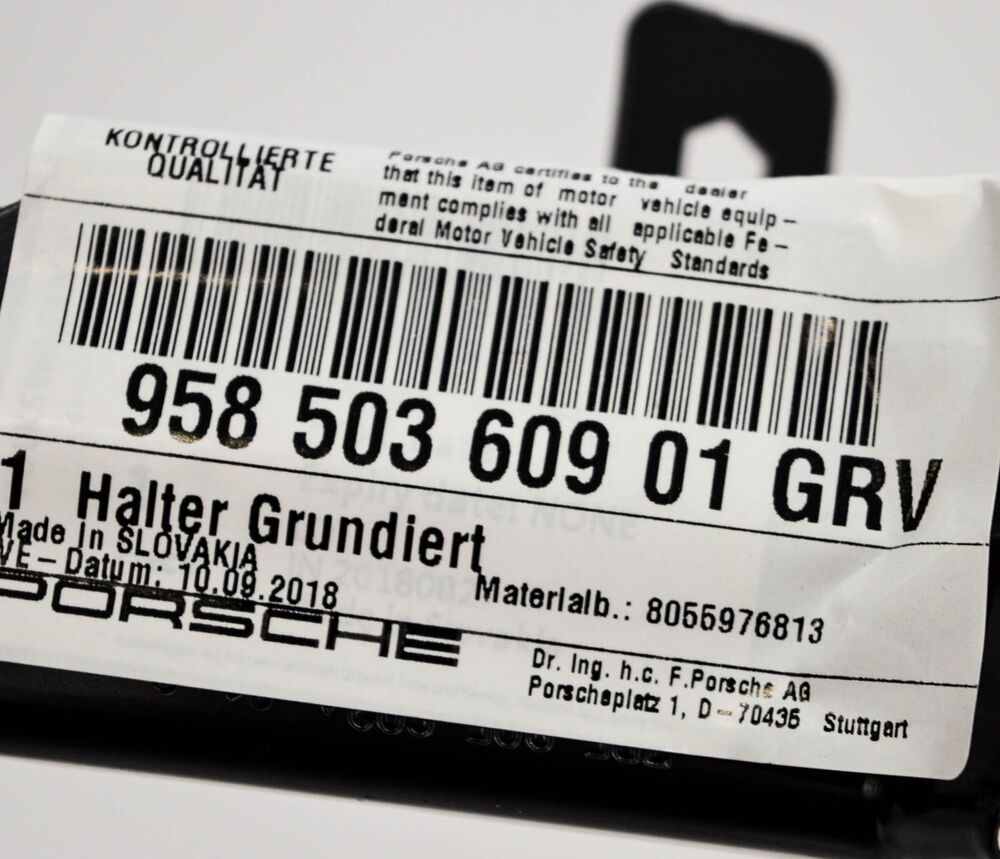 KONTROLLIERTE
QUALITÄT
Porsche AG certifies to the dealer
that this item of motor vehicle equip-
ment complies with all applicable Fe-
deral Motor Vehicle Safety Standards
958 503 609 01 GRV
1 Halter Grundiert
Made in SLOVAKIA
VE-Datum: 10.09.2018
Materialb.: 8055976813
PORSCHE
Dr. Ing. h.c. F.Porsche AG
Porscheplatz 1, D-70435 Stuttgart